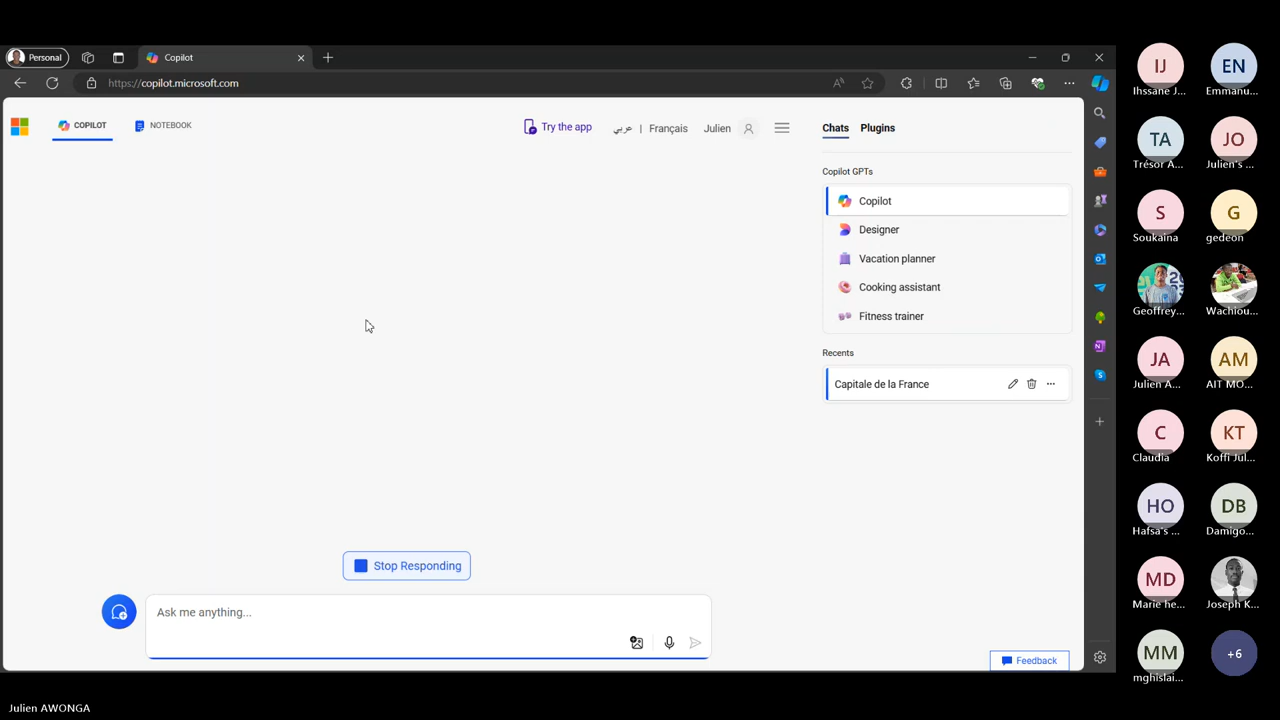 Personal
Copilot
https://copilot.microsoft.com
COPILOT
NOTEBOOK
Try the app
عربي | Français
Julien
Chats
Plugins
Copilot GPTs
Copilot
Designer
Vacation planner
Cooking assistant
Fitness trainer
Recents
Capitale de la France
Stop Responding
Ask me anything...
Feedback
IJ
Ihssane J...
EN
Emmanu...
TA
Trésor A...
JO
Julien's ...
S
Soukaina
G
gedeon
Geoffrey...
Wachiou...
JA
Julien A...
AM
AIT MO...
C
Claudia
KT
Koffi Jul...
HO
Hafsa's ...
DB
Damigo...
MD
Marie he...
Joseph K...
MM
mghislai...
+6
Julien AWONGA